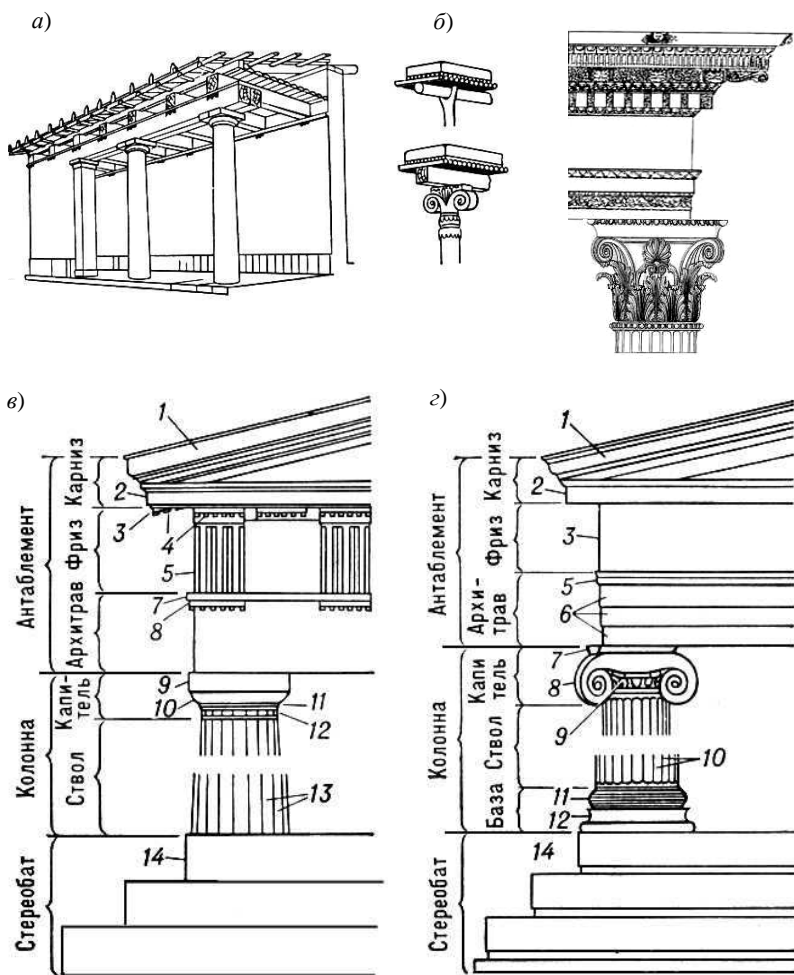 а)
б)
в)
Антаблемент
Карниз
Фриз
Архитрав
Колонна
Капи-
тель
Ствол
Стереобат
1
2
3
4
5
7
8
9
10
11
12
13
14
г)
Антаблемент
Карниз
Фриз
Архи-
трав
Колонна
Капи-
тель
Ствол
База
Стереобат
1
2
3
5
6
7
8
9
10
11
12
14